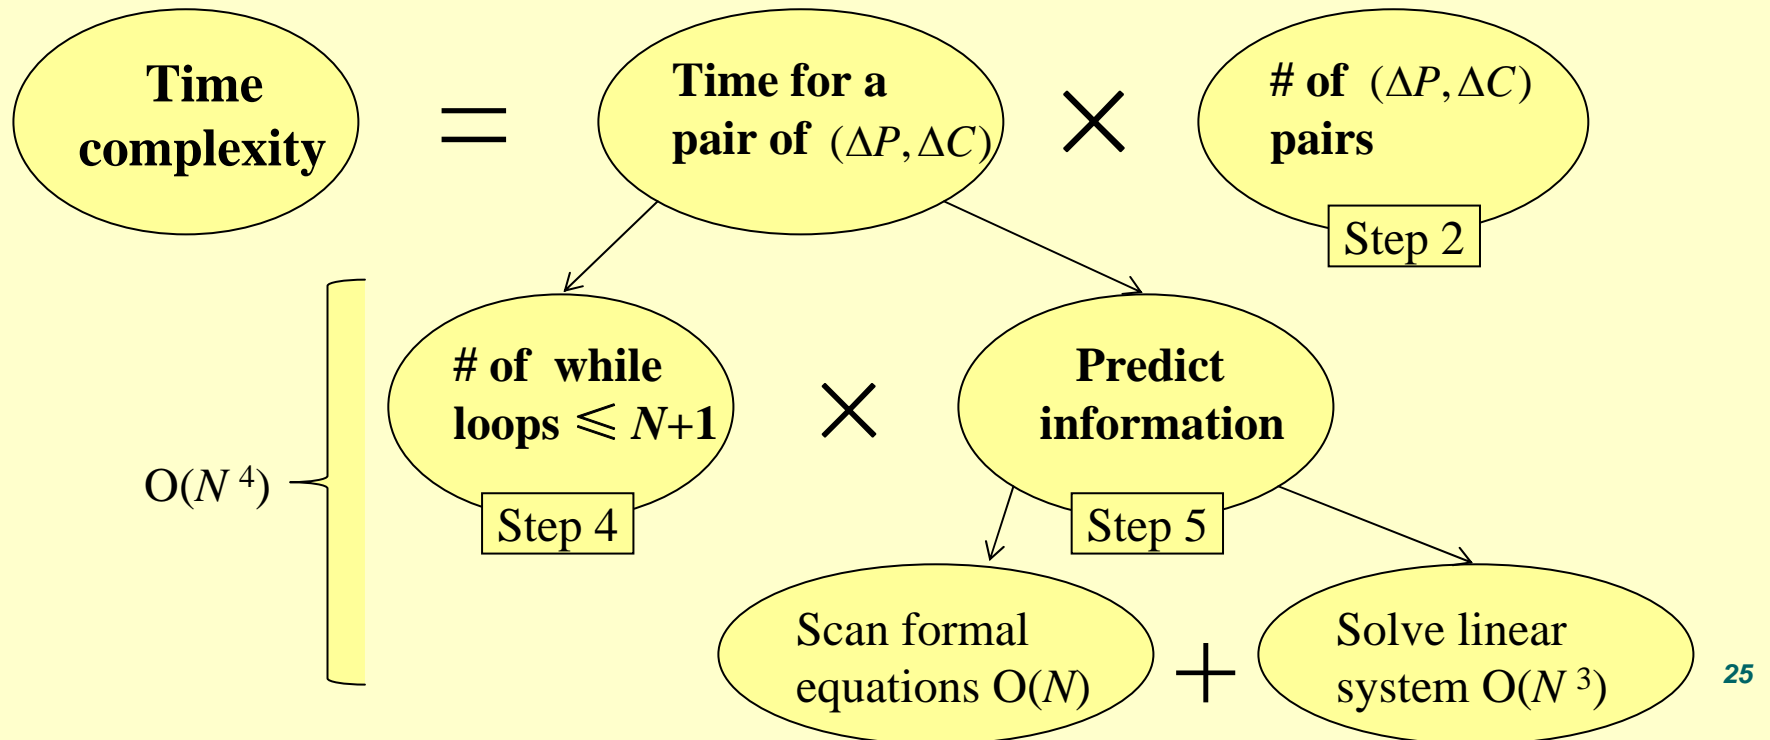 Time
complexity
=
Time for a
pair of (ΔP, ΔC)
×
# of (ΔP, ΔC)
pairs
Step 2
O(N 4)
# of while
loops ⩽ N+1
Step 4
×
Predict
information
Step 5
Scan formal
equations O(N)
+
Solve linear
system O(N 3)
25